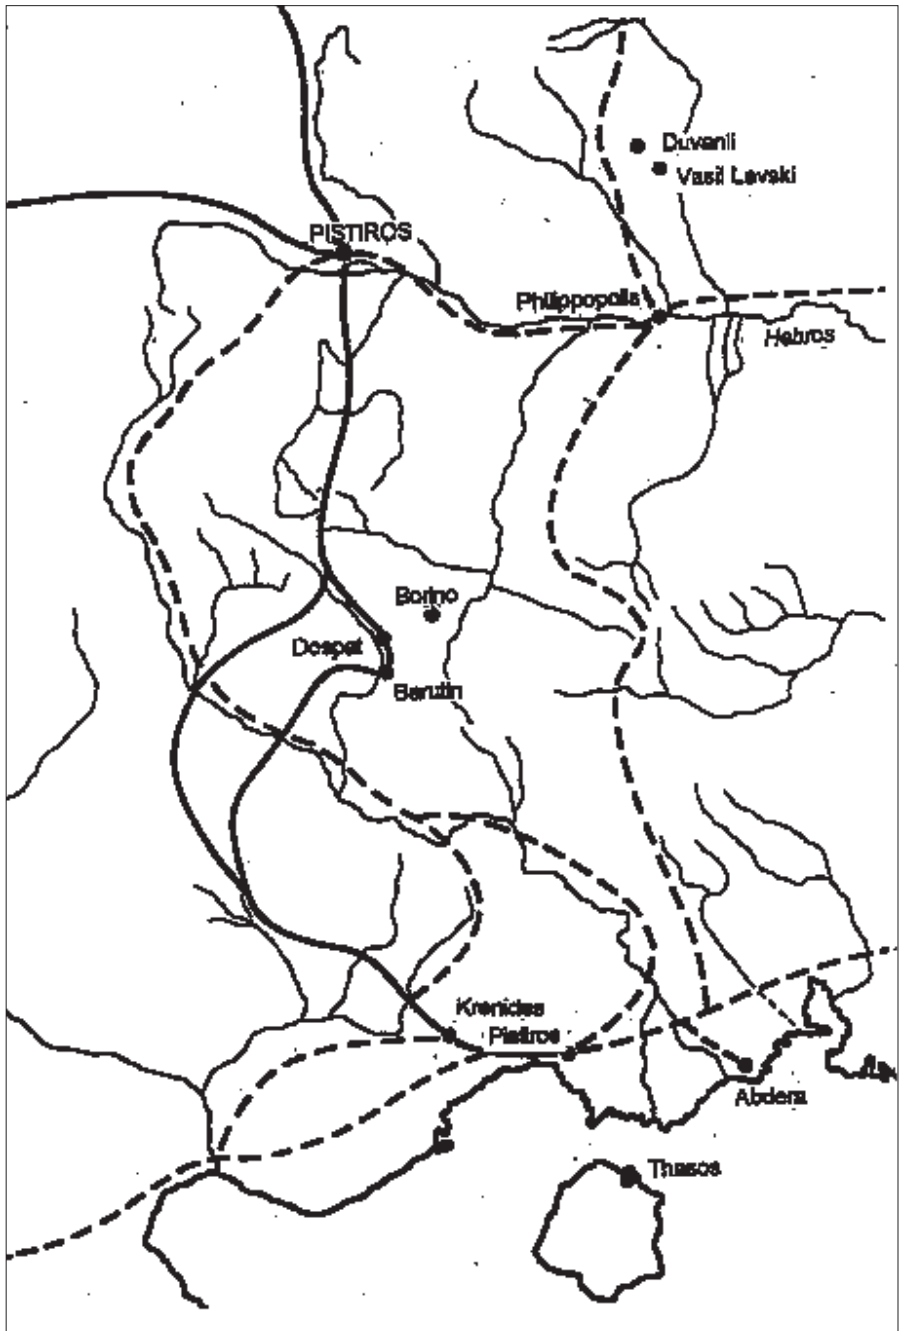 Duvanli
Vasil Levski
PISTIROS
Philippopolis
Hebros
Borino
Dospat
Barutin
Krenides
Pistiros
Abdera
Thasos